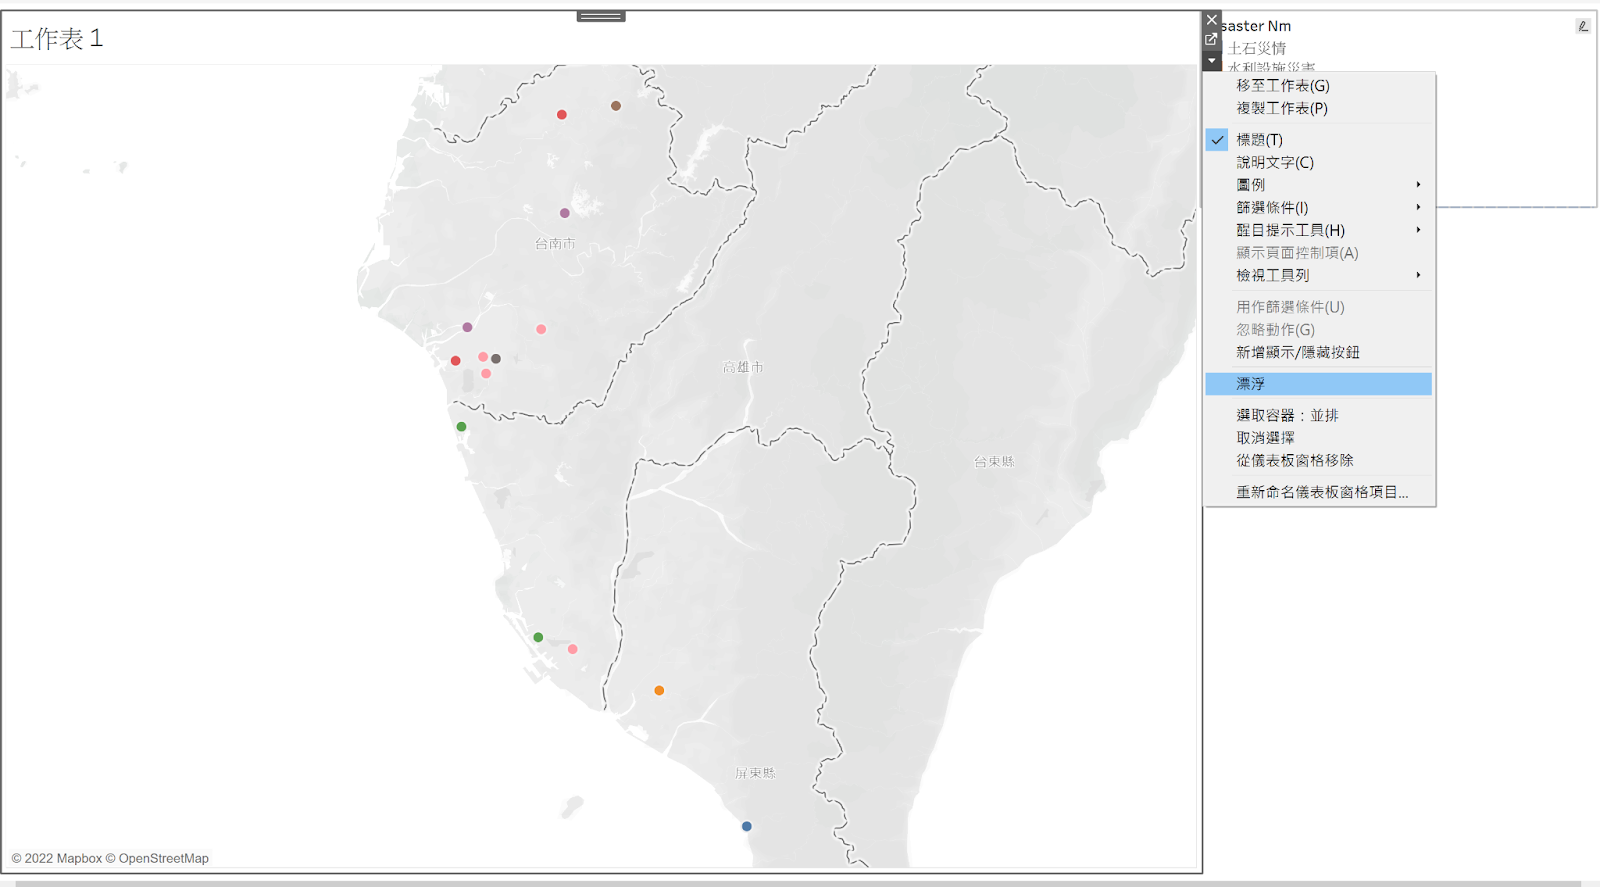 工作表 1
saster Nm
土石災情
水利設施災害
移至工作表(G)
複製工作表(P)
標題(T)
說明文字(C)
圖例
篩選條件(I)
醒目提示工具(H)
顯示頁面控制項(A)
檢視工具列
用作篩選條件(U)
忽略動作(G)
新增顯示/隱藏按鈕
漂浮
選取容器：並排
取消選擇
從儀表板窗格移除
重新命名儀表板窗格項目...
台南市
高雄市
台東縣
屏東縣
© 2022 Mapbox © OpenStreetMap